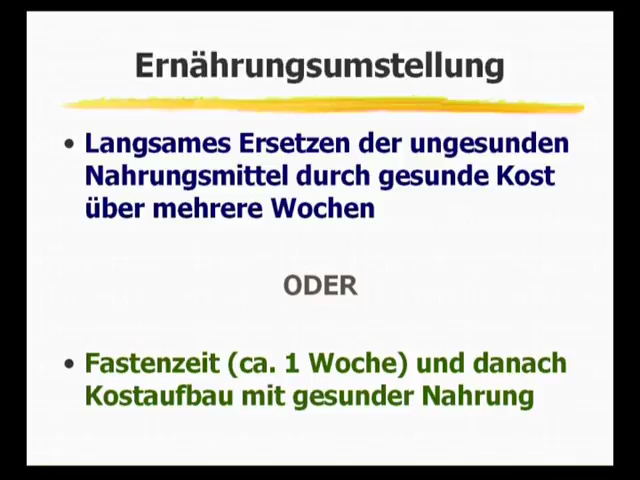 Ernährungsumstellung
• Langsames Ersetzen der ungesunden
Nahrungsmittel durch gesunde Kost
über mehrere Wochen
ODER
• Fastenzeit (ca. 1 Woche) und danach
Kostaufbau mit gesunder Nahrung